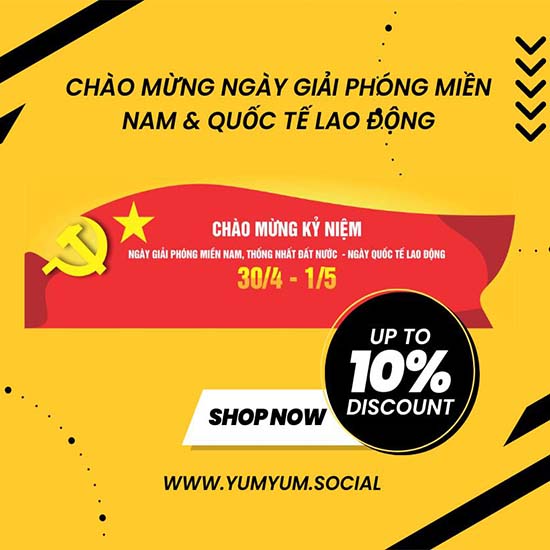 CHÀO MỪNG NGÀY GIẢI PHÓNG MIỀN
NAM & QUỐC TẾ LAO ĐỘNG
CHÀO MỪNG KỶ NIỆM
NGÀY GIẢI PHÓNG MIỀN NAM, THỐNG NHẤT ĐẤT NƯỚC - NGÀY QUỐC TẾ LAO ĐỘNG
30/4 - 1/5
UP TO
10%
DISCOUNT
SHOP NOW
WWW.YUMYUM.SOCIAL